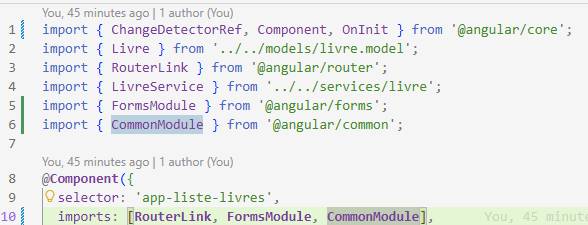 You, 45 minutes ago | 1 author (You)
1 import { ChangeDetectorRef, Component, OnInit } from '@angular/core';
2 import { Livre } from '../../models/livre.model';
3 import { RouterLink } from '@angular/router';
4 import { LivreService } from '../../services/livre';
5 import { FormsModule } from '@angular/forms';
6 import { CommonModule } from '@angular/common';
7
You, 45 minutes ago | 1 author (You)
8 @Component({
9 selector: 'app-liste-livres',
10 imports: [RouterLink, FormsModule, CommonModule], You, 45 minute